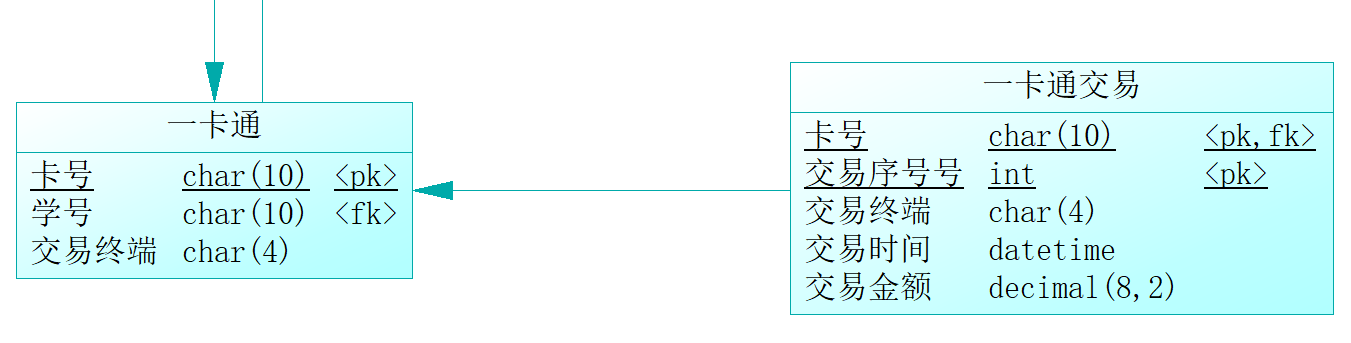 一卡通
卡号 char(10) <pk>
学号 char(10) <fk>
交易终端 char(4)
一卡通交易
卡号 char(10) <pk,fk>
交易序号号 int <pk>
交易终端 char(4)
交易时间 datetime
交易金额 decimal(8,2)